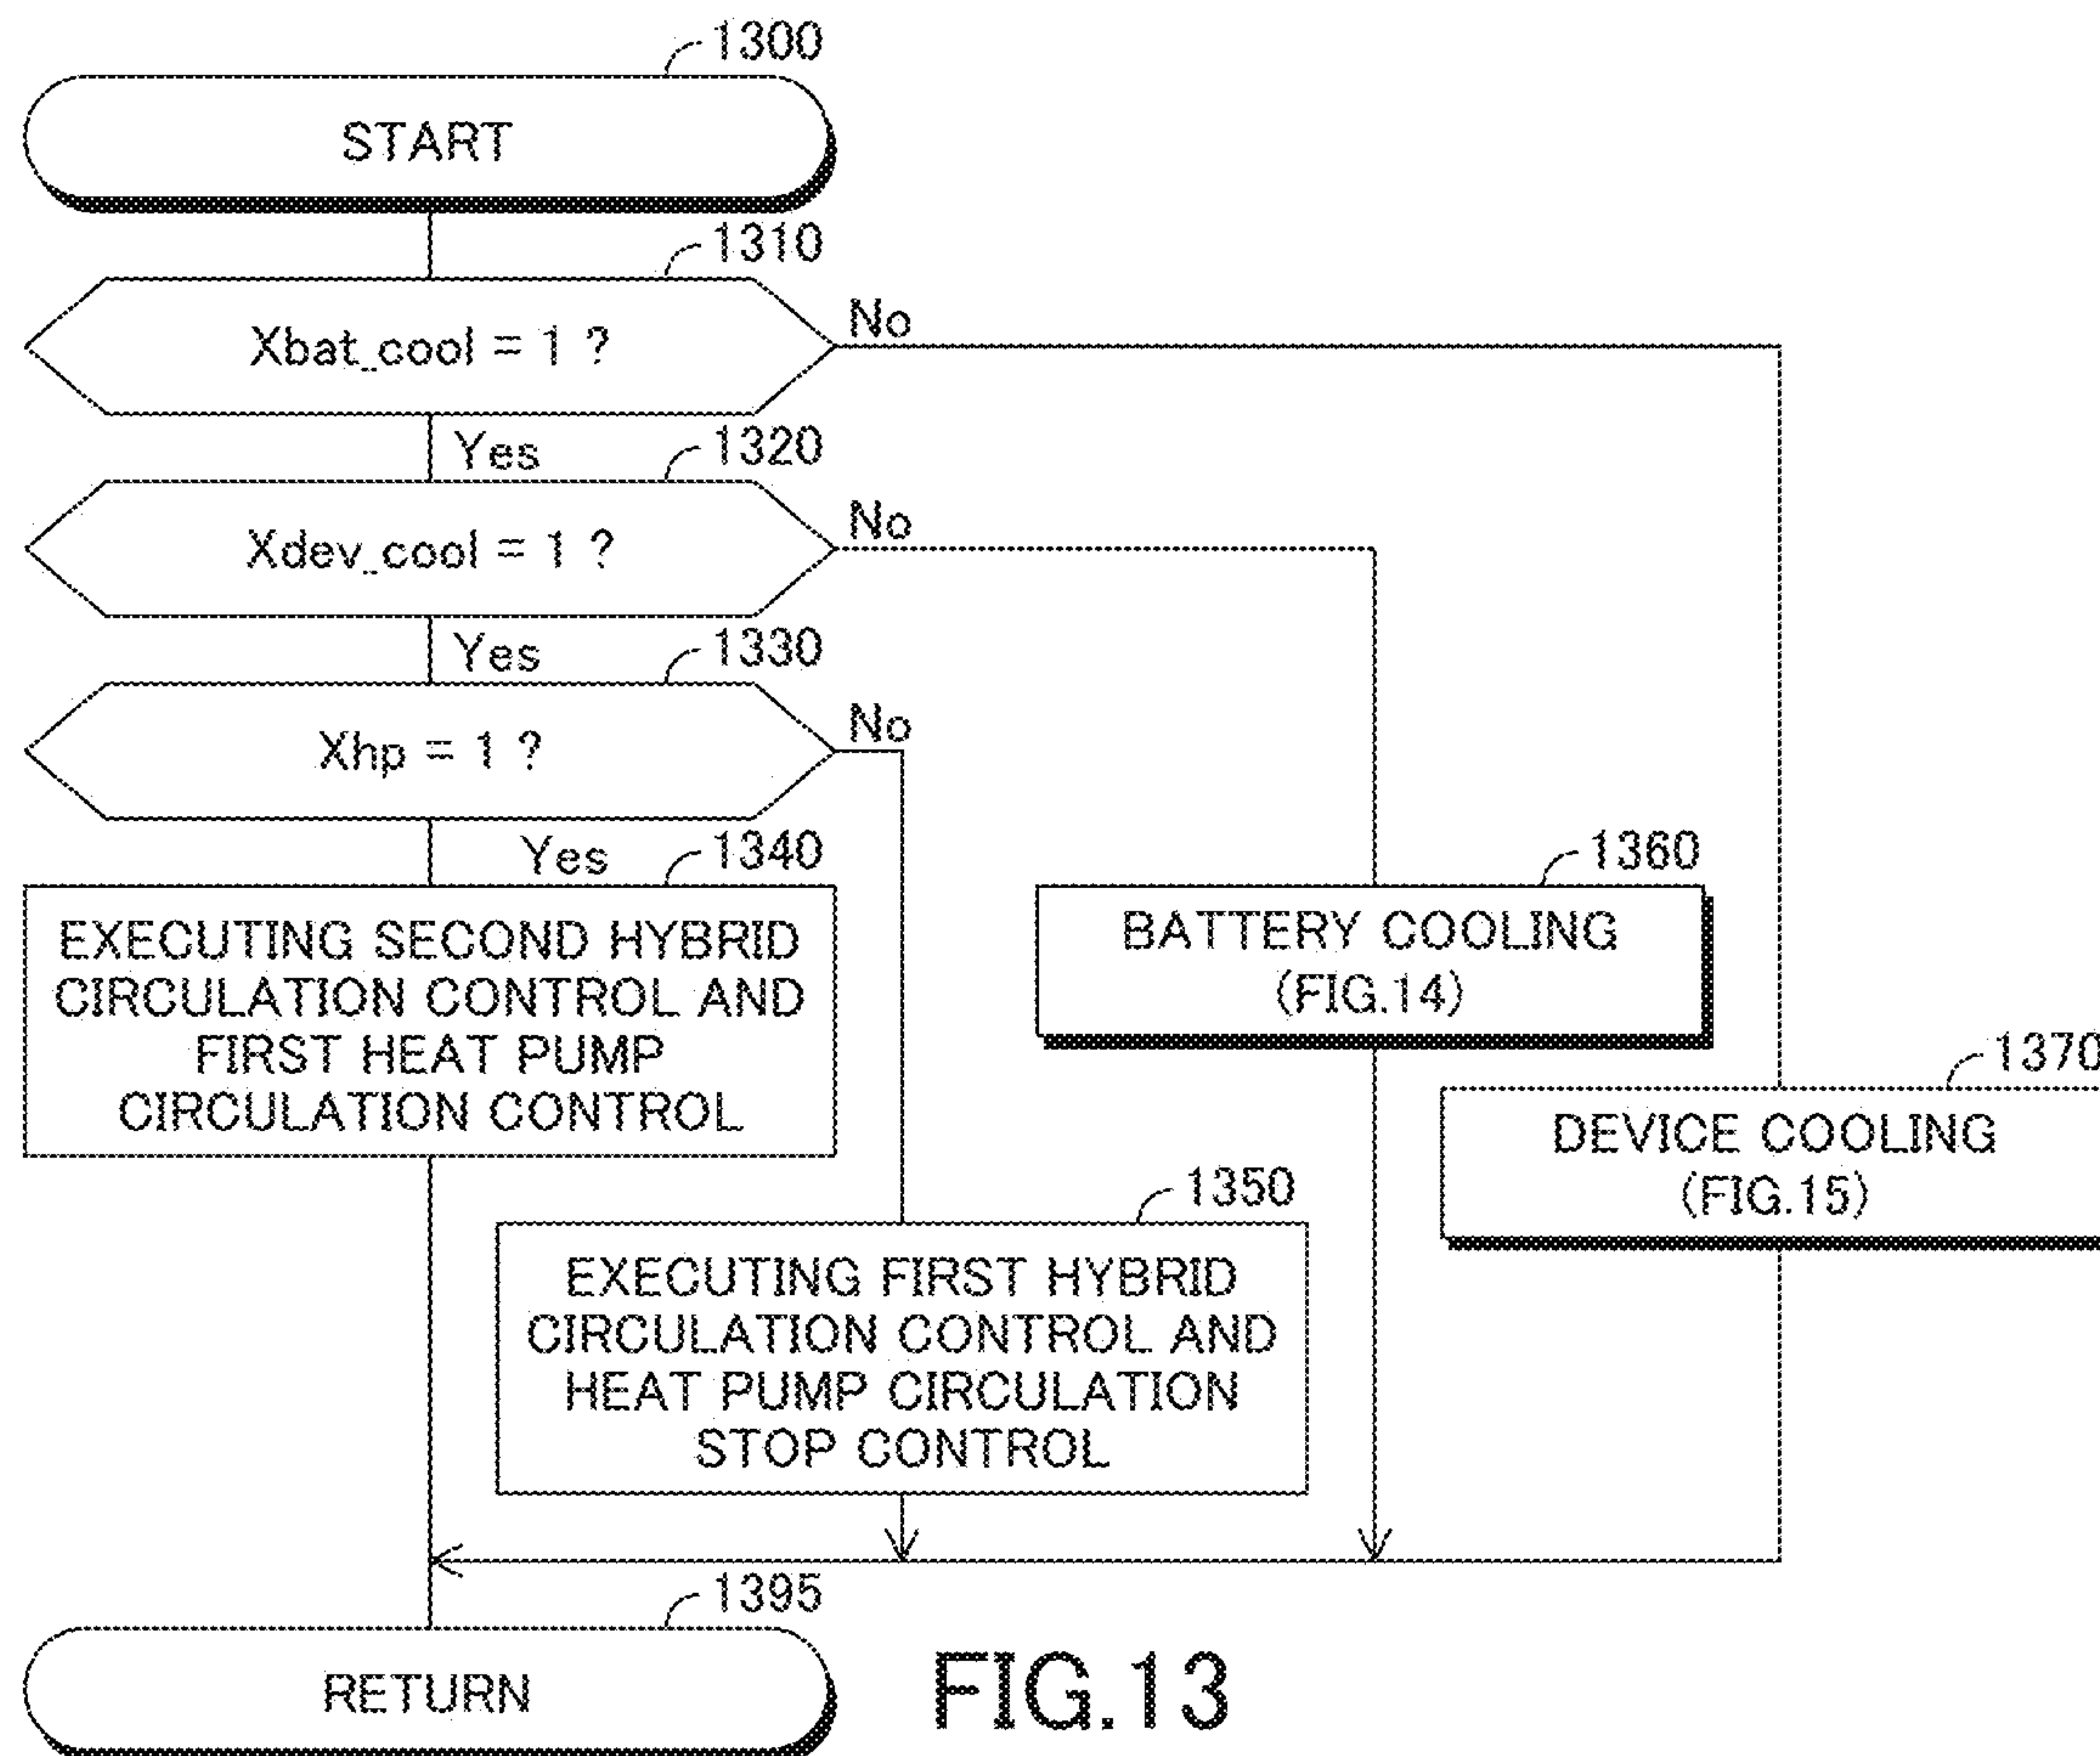 1300
START
1310
Xbat_cool = 1 ?
No
Yes
1320
Xdev_cool = 1 ?
No
Yes
1330
Xhp = 1 ?
No
Yes
1340
EXECUTING SECOND HYBRID
CIRCULATION CONTROL AND
FIRST HEAT PUMP
CIRCULATION CONTROL
1360
BATTERY COOLING
(FIG.14)
1370
DEVICE COOLING
(FIG.15)
1350
EXECUTING FIRST HYBRID
CIRCULATION CONTROL AND
HEAT PUMP CIRCULATION
STOP CONTROL
1395
RETURN
FIG.13